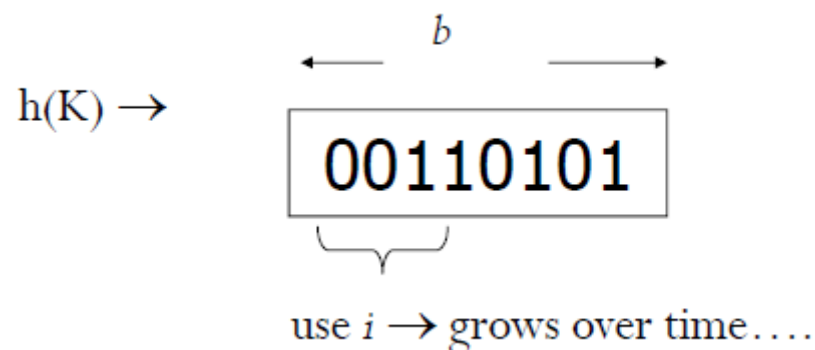 b
h(K) →
00110101
use i → grows over time….